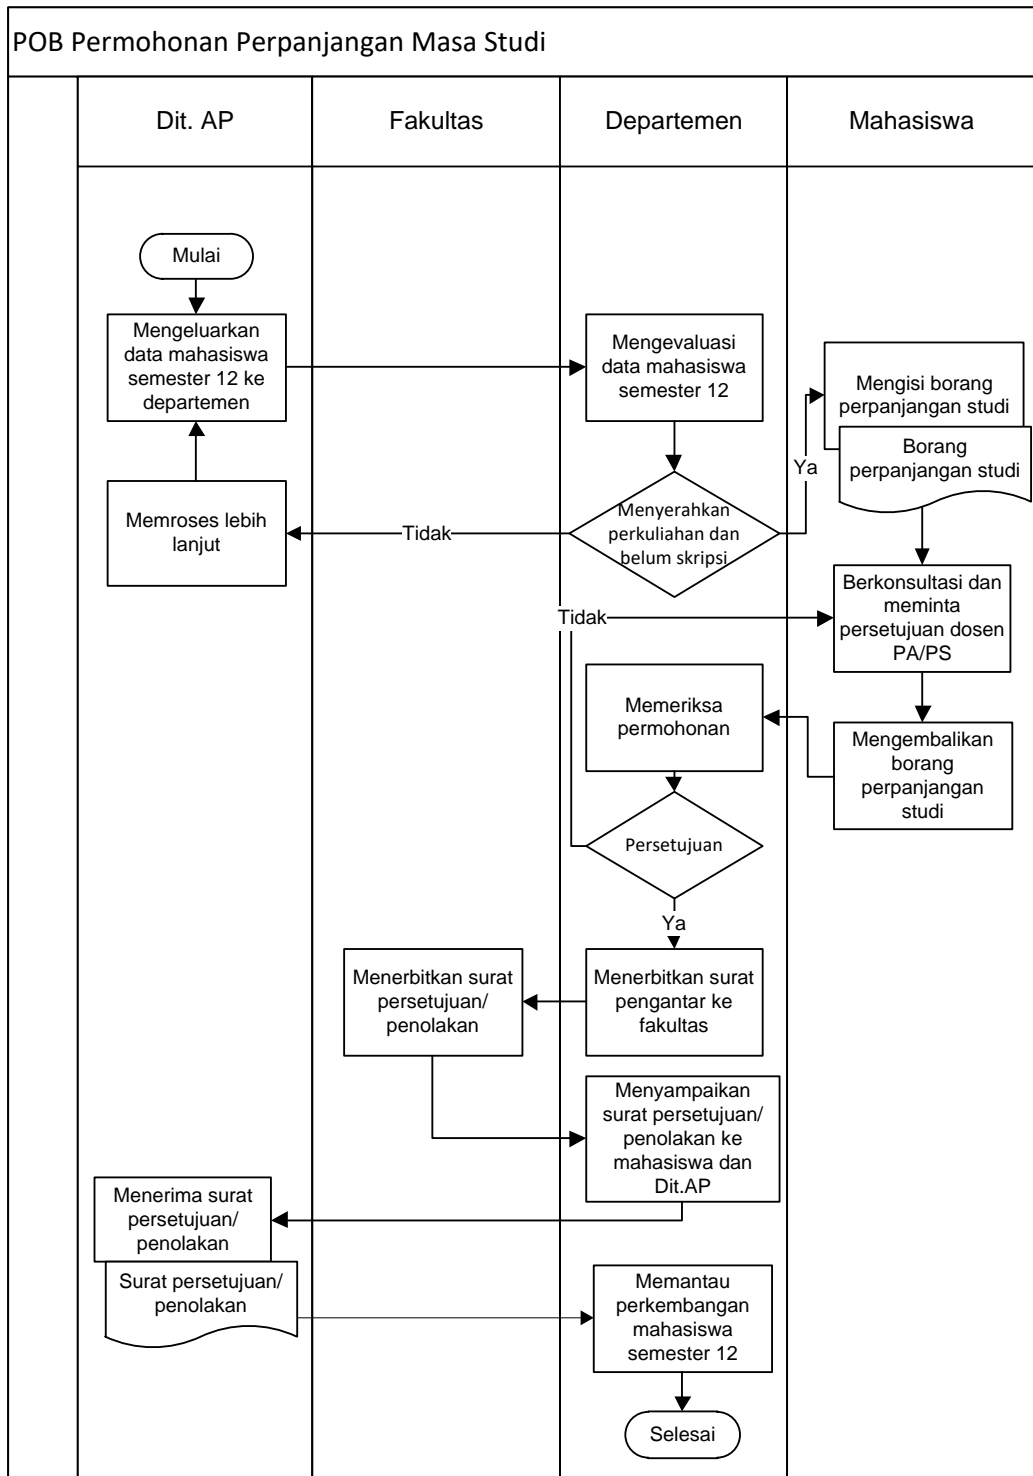 POB Permohonan Perpanjangan Masa Studi
Dit. AP
Fakultas
Departemen
Mahasiswa
Mulai
Mengeluarkan
data mahasiswa
semester 12 ke
departemen
Mengevaluasi
data mahasiswa
semester 12
Mengisi borang
perpanjangan studi
Borang
perpanjangan studi
Ya
Menyerahkan
perkuliahan dan
belum skripsi
Tidak
Memroses lebih
lanjut
Berkonsultasi dan
meminta
persetujuan dosen
PA/PS
Tidak
Memeriksa
permohonan
Mengembalikan
borang
perpanjangan
studi
Persetujuan
Ya
Menerbitkan surat
persetujuan/
penolakan
Menerbitkan surat
pengantar ke
fakultas
Menyampaikan
surat persetujuan/
penolakan ke
mahasiswa dan
Dit.AP
Menerima surat
persetujuan/
penolakan
Surat persetujuan/
penolakan
Memantau
perkembangan
mahasiswa
semester 12
Selesai